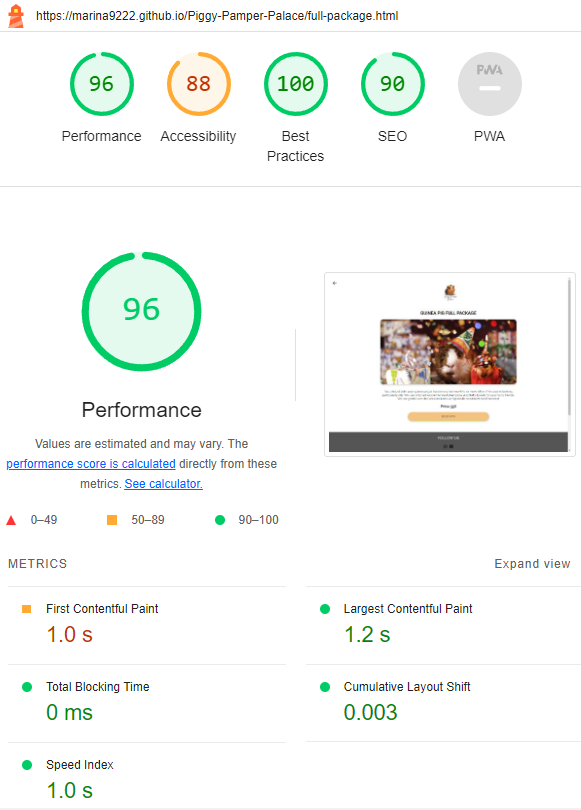 https://marina9222.github.io/Piggy-Pamper-Palace/full-package.html
96
88
100
90
PWA
Performance
Accessibility
Best
Practices
SEO
PWA
96
Performance
Values are estimated and may vary. The
performance score is calculated directly from these
metrics. See calculator.
0–49
50–89
90–100
GUINEA PIG FULL PACKAGE
FOLLOW US
METRICS
Expand view
First Contentful Paint
1.0 s
Largest Contentful Paint
1.2 s
Total Blocking Time
0 ms
Cumulative Layout Shift
0.003
Speed Index
1.0 s